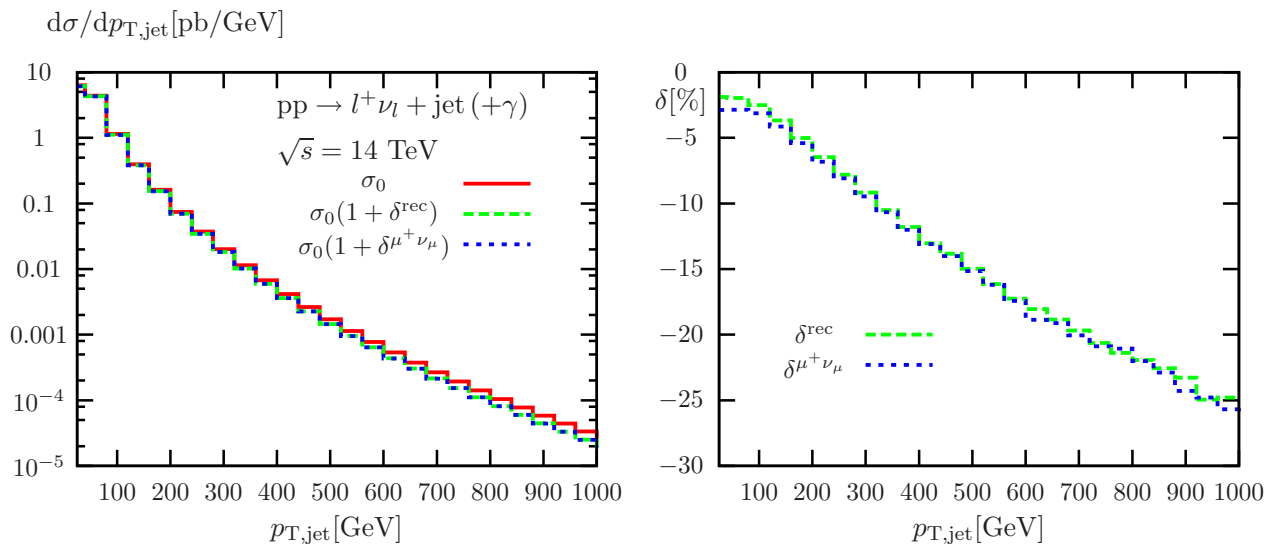 dσ/dp_T,jet[pb/GeV]
10
1
0.1
0.01
0.001
10^−4
10^−5
pp → l^+ν_l + jet (+γ)
√s = 14 TeV
σ_0
σ_0(1 + δ^rec)
σ_0(1 + δ^{μ^+ν_μ})
100 200 300 400 500 600 700 800 900 1000
p_T,jet[GeV]
0
δ[%]
−5
−10
−15
−20
−25
−30
δ^rec
δ^{μ^+ν_μ}
100 200 300 400 500 600 700 800 900 1000
p_T,jet[GeV]